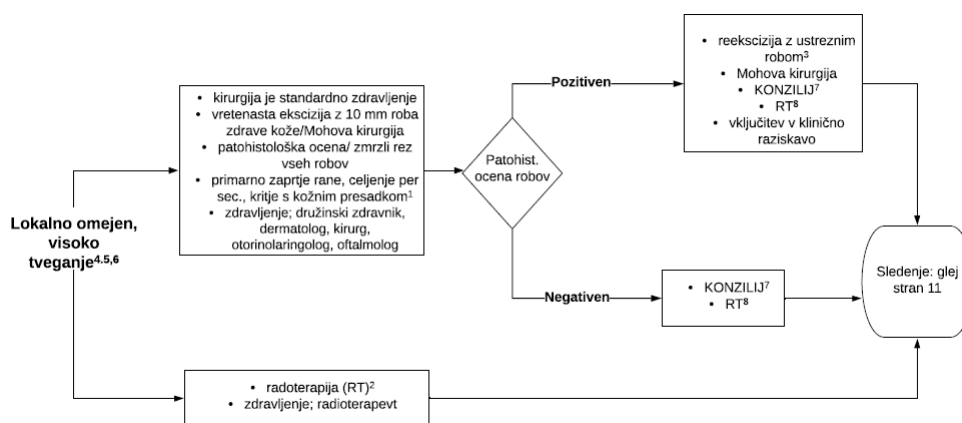 Lokalno omejen,
visoko
tveganje⁴·⁵,⁶
• kirurgija je standardno zdravljenje
• vretenasta ekscizija z 10 mm roba
zdrave kože/Mohova kirurgija
• patohistološka ocena/ zmrzli rez
vseh robov
• primarno zaprtje rane, celjenje per
sec., kritje s kožnim presadkom¹
• zdravljenje; družinski zdravnik,
dermatolog, kirurg,
otorinolaringolog, oftalmolog
Patohist.
ocena robov
Pozitiven
• reekscizija z ustreznim
robom³
• Mohova kirurgija
• KONZILIJ⁷
• RT⁸
• vključitev v klinično
raziskavo
Negativen
• KONZILIJ⁷
• RT⁸
Sledenje: glej
stran 11
• radoterapija (RT)²
• zdravljenje; radioterapevt